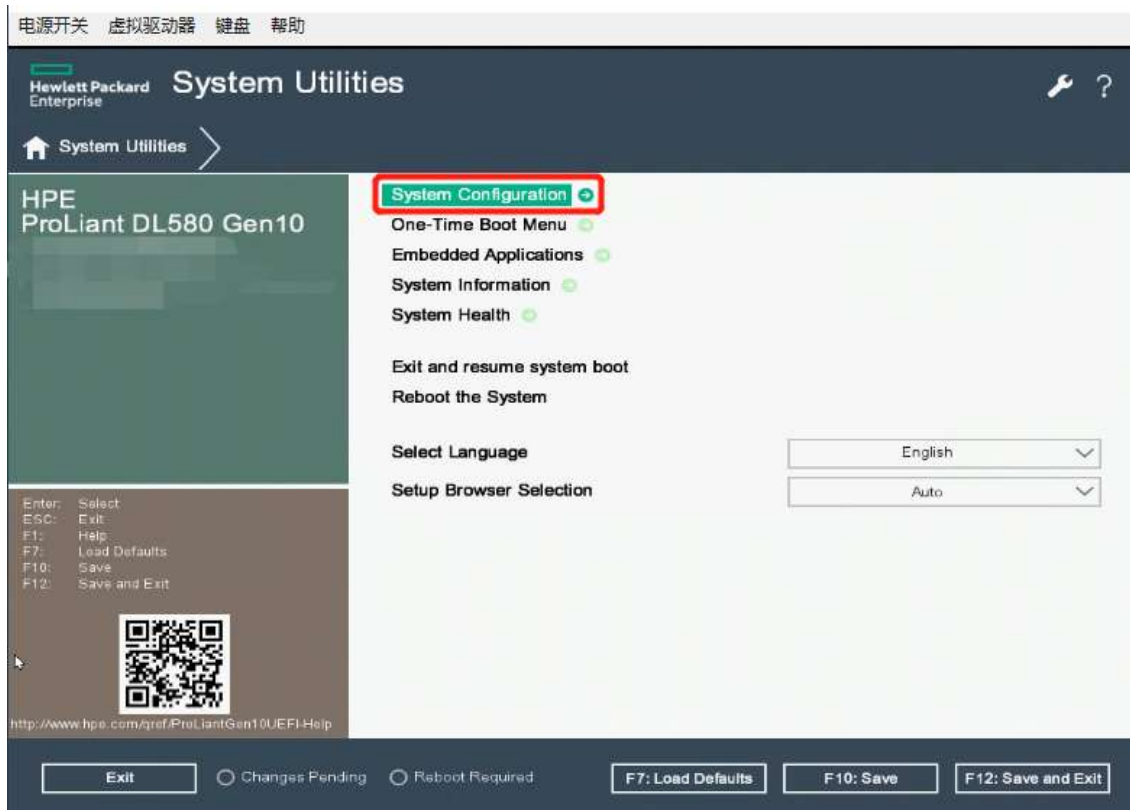 电源开关 虚拟驱动器 键盘 帮助
Hewlett Packard
Enterprise
System Utilities
?
System Utilities
HPE
ProLiant DL580 Gen10
System Configuration
One-Time Boot Menu
Embedded Applications
System Information
System Health
Exit and resume system boot
Reboot the System
Select Language English
Setup Browser Selection Auto
Enter: Select
ESC: Exit
F1: Help
F7: Load Defaults
F10: Save
F12: Save and Exit
http://www.hpe.com/qref/ProLiantGen10UEFI-Help
Exit Changes Pending Reboot Required F7: Load Defaults F10: Save F12: Save and Exit